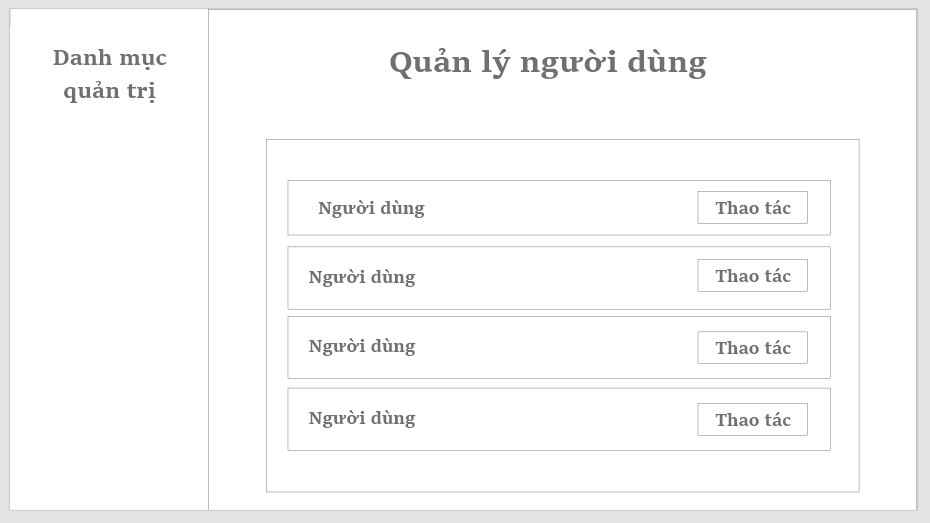 Danh mục
quản trị
Quản lý người dùng
Người dùng Thao tác
Người dùng Thao tác
Người dùng Thao tác
Người dùng Thao tác